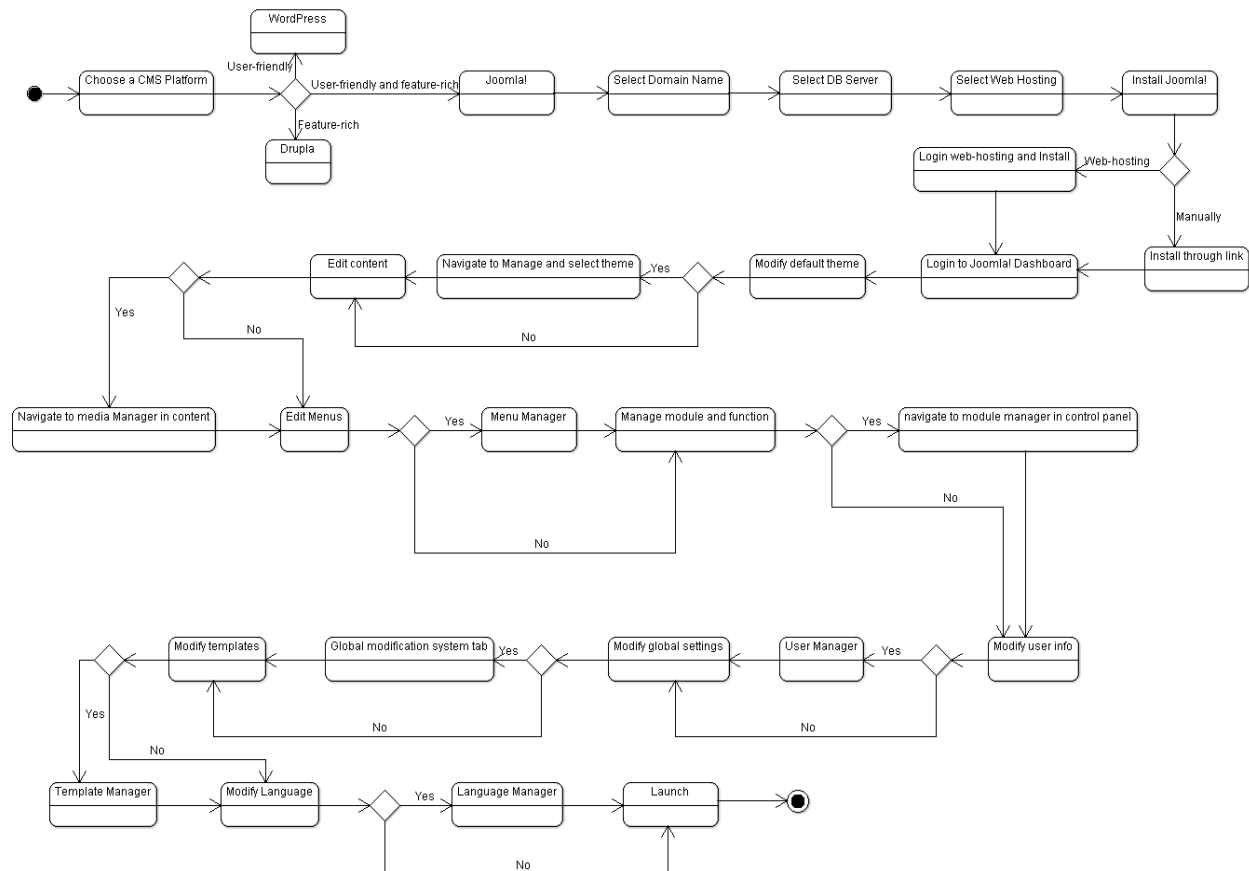 WordPress
User-friendly
Choose a CMS Platform
User-friendly and feature-rich
Joomla!
Select Domain Name
Select DB Server
Select Web Hosting
Install Joomla!
Feature-rich
Drupla
Login web-hosting and Install
Web-hosting
Manually
Edit content
Navigate to Manage and select theme
Yes
Modify default theme
Login to Joomla! Dashboard
Install through link
Yes
No
No
Navigate to media Manager in content
Edit Menus
Yes
Menu Manager
Manage module and function
Yes
navigate to module manager in control panel
No
No
Modify templates
Global modification system tab
Yes
Modify global settings
User Manager
Yes
Modify user info
Yes
No
No
No
Template Manager
Modify Language
Yes
Language Manager
Launch
No